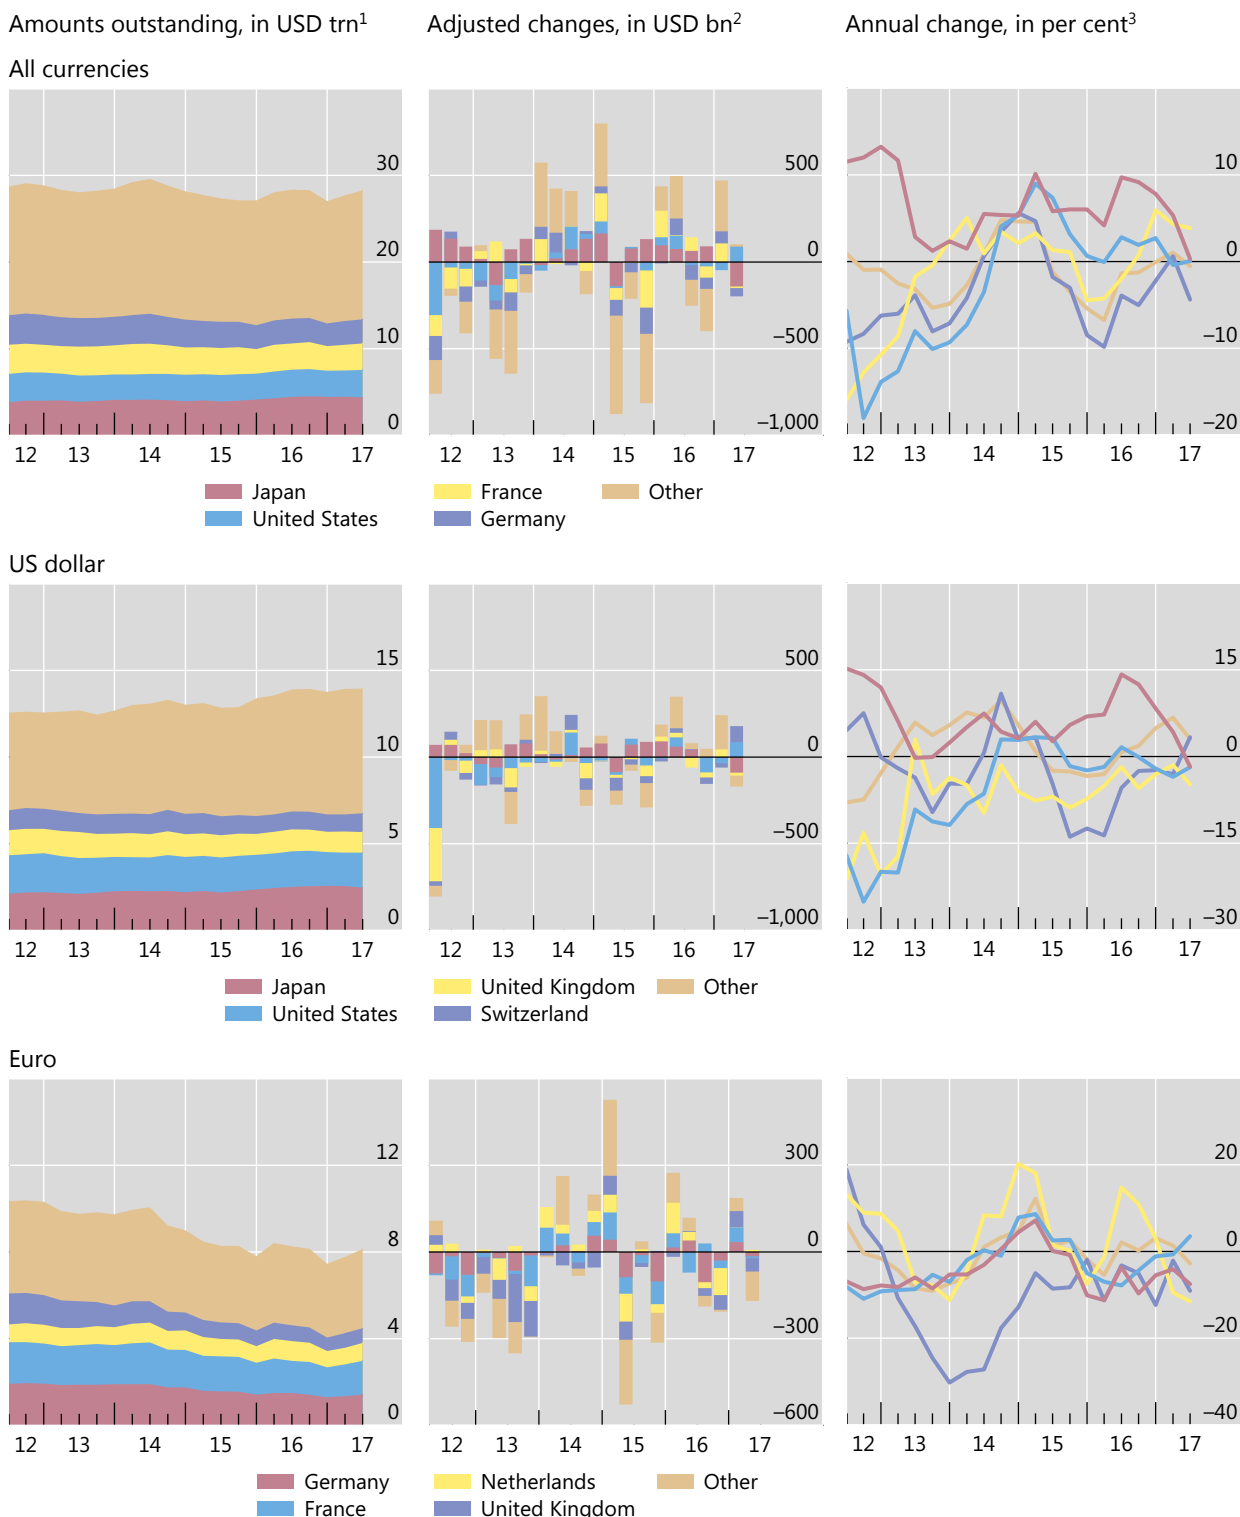 Amounts outstanding, in USD trn¹ Adjusted changes, in USD bn² Annual change, in per cent³
All currencies
30 500 10
20 0 0
10 −500 −10
0 −1,000 −20
12 13 14 15 16 17 12 13 14 15 16 17 12 13 14 15 16 17
Japan France Other
United States Germany
US dollar
15 500 15
10 0 0
5 −500 −15
0 −1,000 −30
12 13 14 15 16 17 12 13 14 15 16 17 12 13 14 15 16 17
Japan United Kingdom Other
United States Switzerland
Euro
12 300 20
8 0 0
4 −300 −20
0 −600 −40
12 13 14 15 16 17 12 13 14 15 16 17 12 13 14 15 16 17
Germany Netherlands Other
France United Kingdom